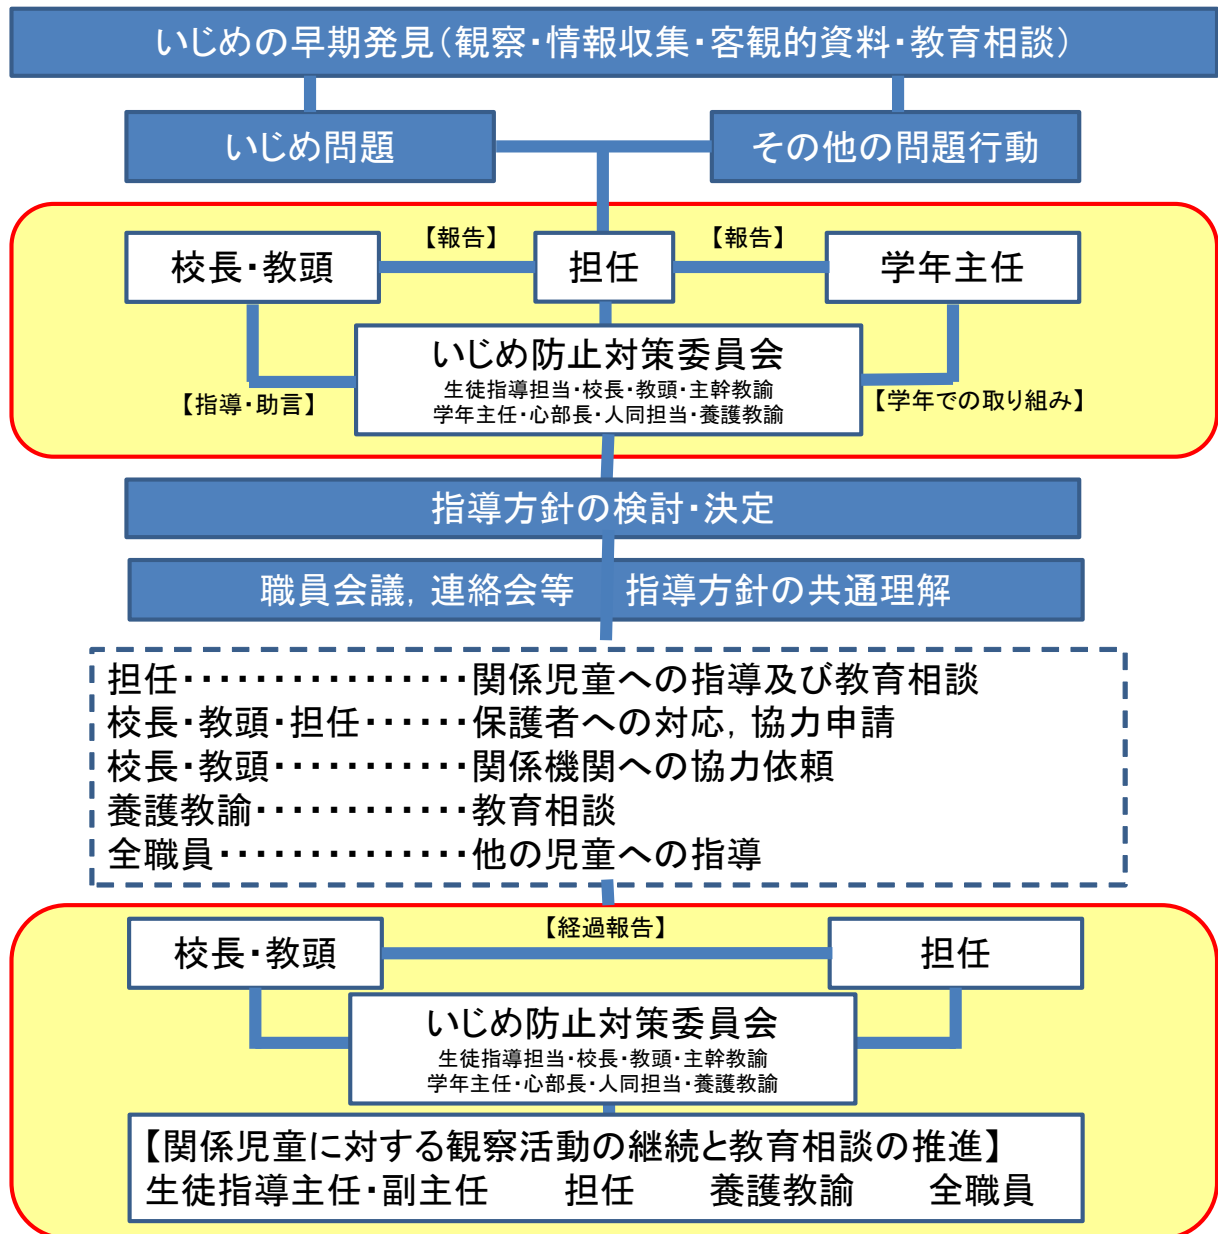 いじめの早期発見(観察・情報収集・客観的資料・教育相談)
いじめ問題
その他の問題行動
【報告】
【報告】
校長・教頭
担任
学年主任
いじめ防止対策委員会
生徒指導担当・校長・教頭・主幹教諭
学年主任・心部長・人同担当・養護教諭
【指導・助言】
【学年での取り組み】
指導方針の検討・決定
職員会議, 連絡会等 指導方針の共通理解
担任・・・・・・・・・・・・・・・・関係児童への指導及び教育相談
校長・教頭・担任・・・・・・保護者への対応, 協力申請
校長・教頭・・・・・・・・・・・関係機関への協力依頼
養護教諭・・・・・・・・・・・・教育相談
全職員・・・・・・・・・・・・・・他の児童への指導
【経過報告】
校長・教頭
担任
いじめ防止対策委員会
生徒指導担当・校長・教頭・主幹教諭
学年主任・心部長・人同担当・養護教諭
【関係児童に対する観察活動の継続と教育相談の推進】
生徒指導主任・副主任 担任 養護教諭 全職員